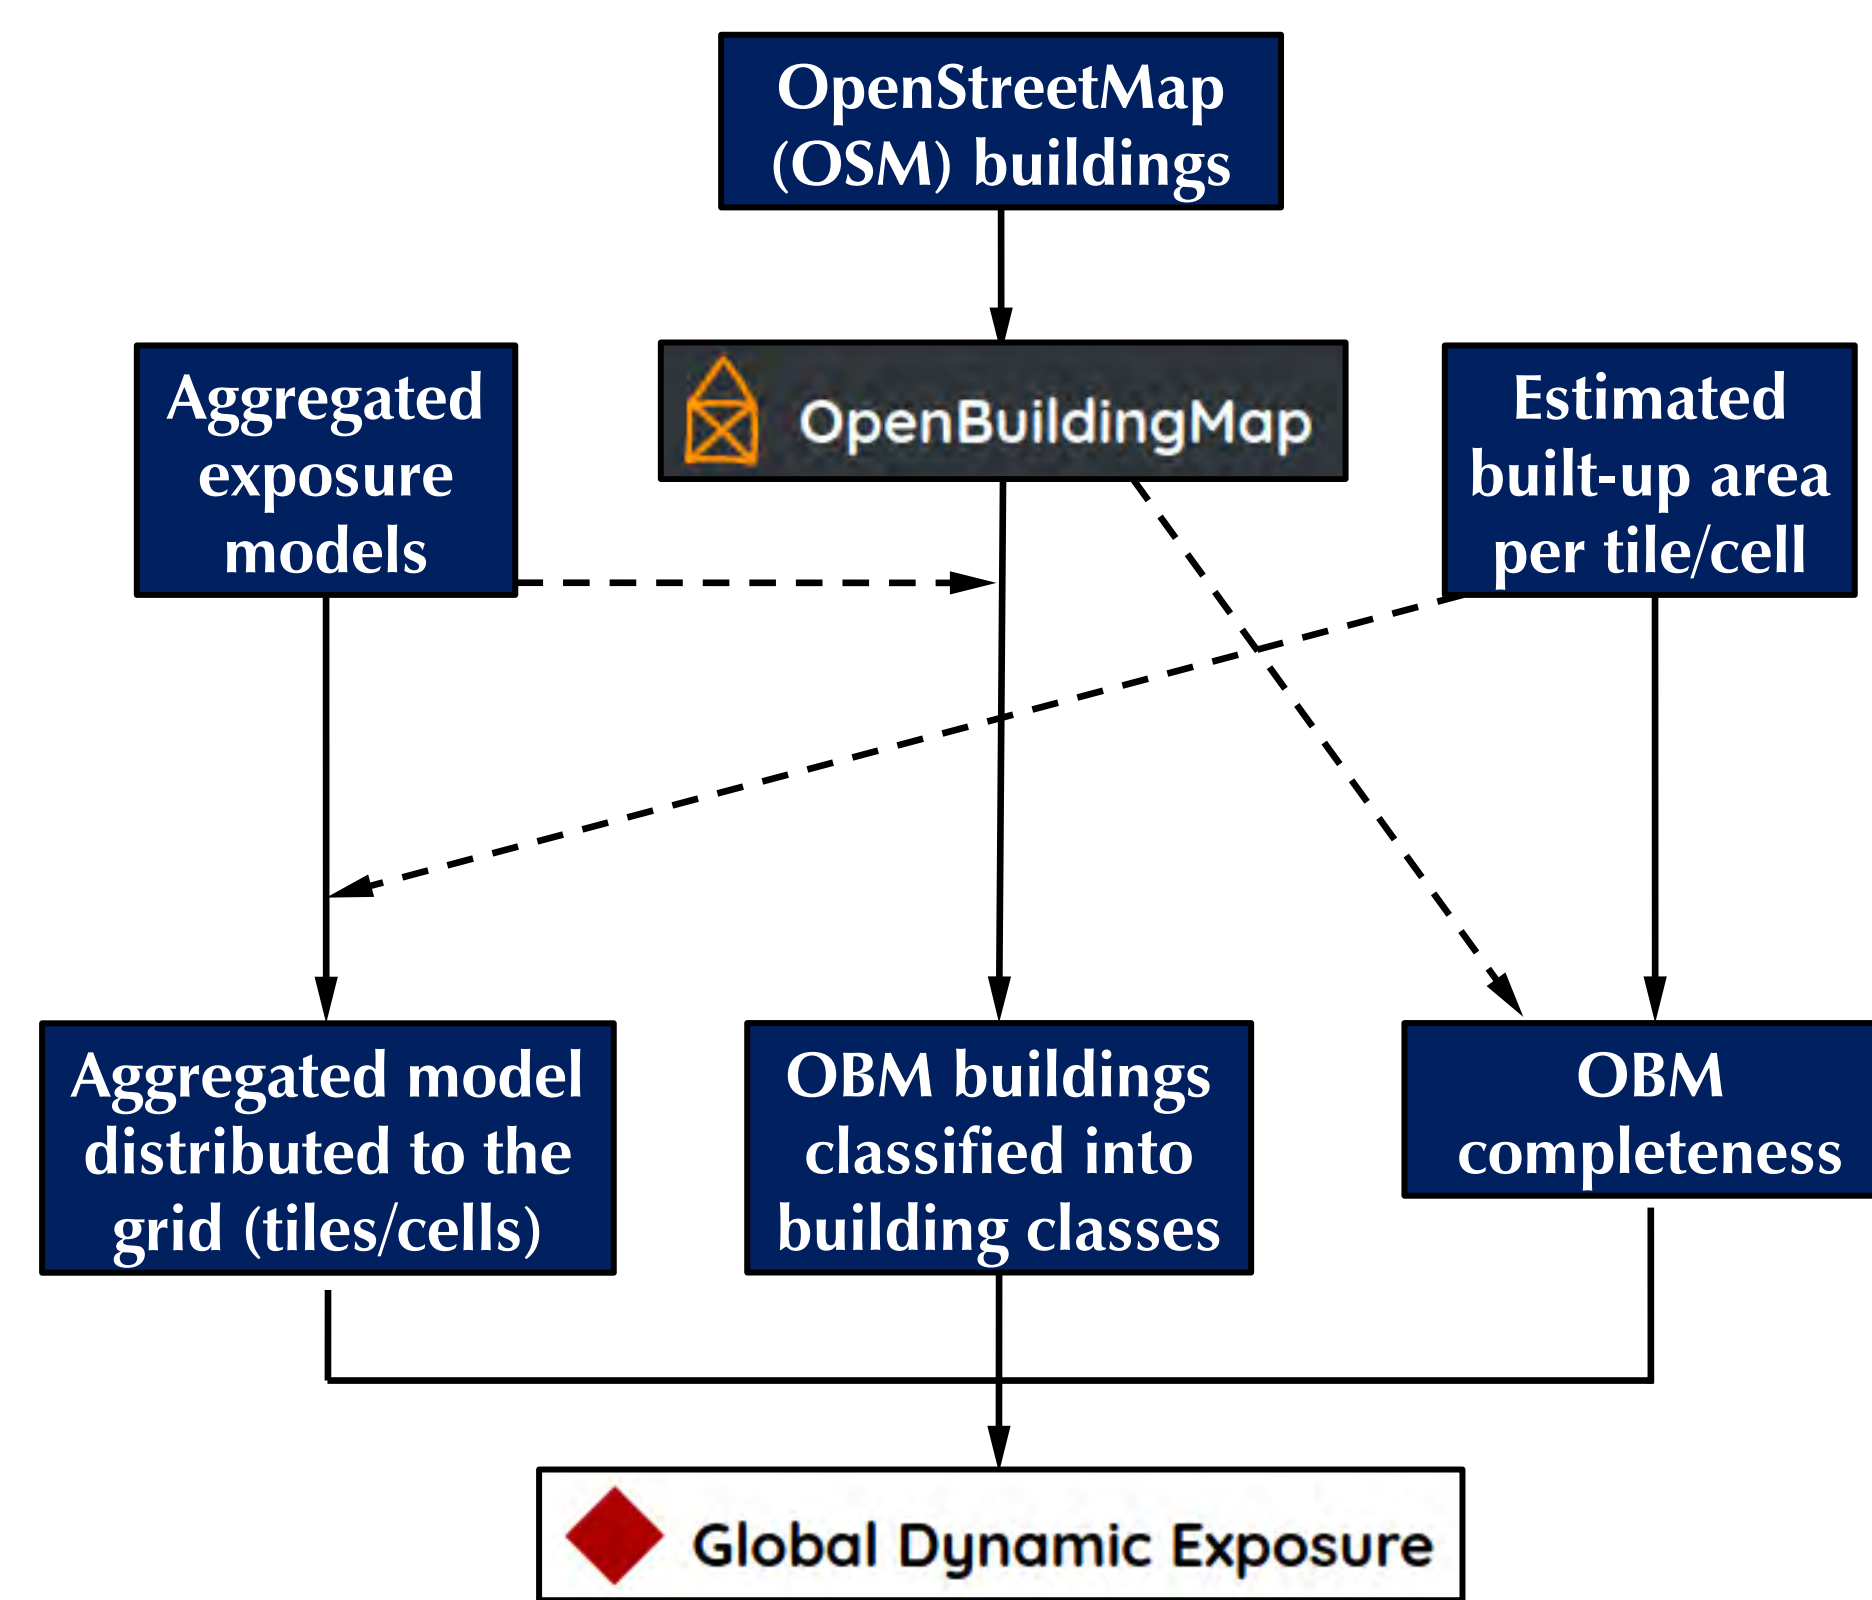 OpenStreetMap
(OSM) buildings
OpenBuildingMap
Aggregated
exposure
models
Estimated
built-up area
per tile/cell
Aggregated model
distributed to the
grid (tiles/cells)
OBM buildings
classified into
building classes
OBM
completeness
Global Dynamic Exposure